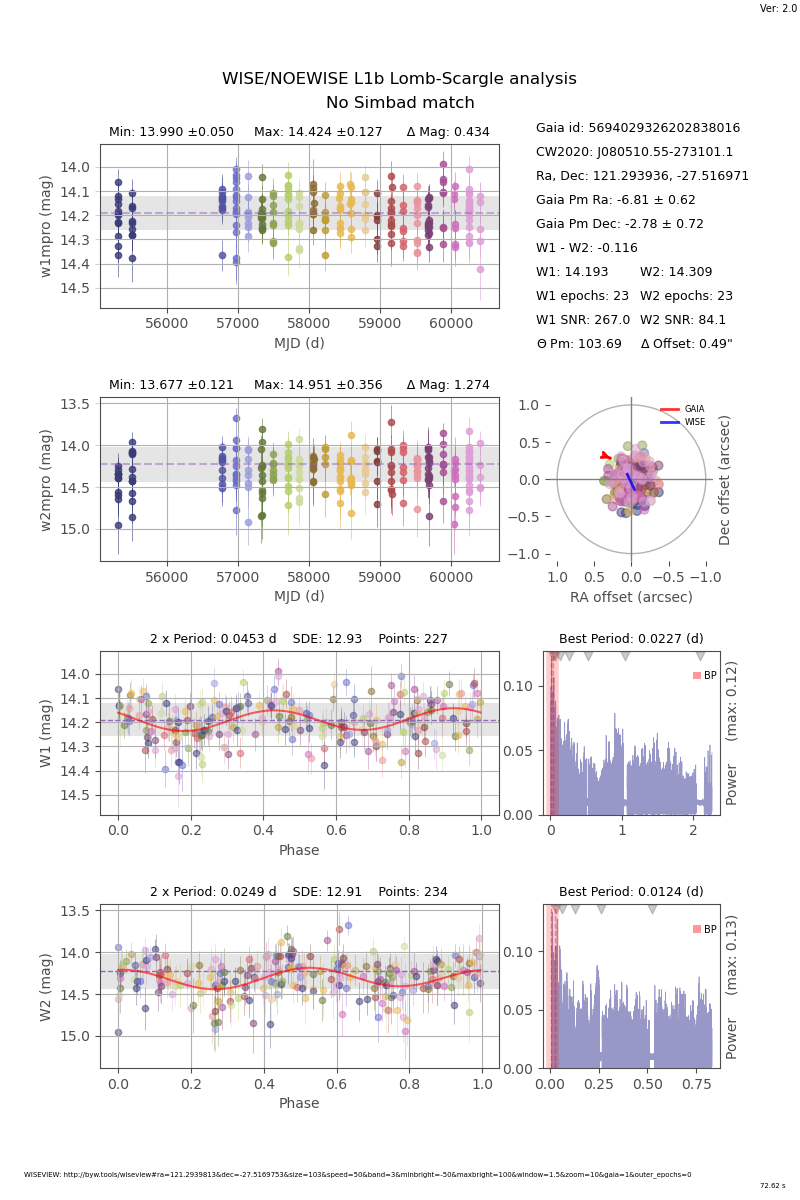 Ver: 2.0
WISE/NOEWISE L1b Lomb-Scargle analysis
No Simbad match
Min: 13.990 ±0.050 Max: 14.424 ±0.127 Δ Mag: 0.434
14.0
14.1
14.2
14.3
14.4
14.5
w1mpro (mag)
56000 57000 58000 59000 60000
MJD (d)
Gaia id: 5694029326202838016
CW2020: J080510.55-273101.1
Ra, Dec: 121.293936, -27.516971
Gaia Pm Ra: -6.81 ± 0.62
Gaia Pm Dec: -2.78 ± 0.72
W1 - W2: -0.116
W1: 14.193 W2: 14.309
W1 epochs: 23 W2 epochs: 23
W1 SNR: 267.0 W2 SNR: 84.1
Θ Pm: 103.69 Δ Offset: 0.49"
Min: 13.677 ±0.121 Max: 14.951 ±0.356 Δ Mag: 1.274
13.5
14.0
14.5
15.0
w2mpro (mag)
56000 57000 58000 59000 60000
MJD (d)
GAIA
WISE
1.0
0.5
0.0
−0.5
−1.0
1.0 0.5 0.0 −0.5 −1.0
RA offset (arcsec)
Dec offset (arcsec)
2 x Period: 0.0453 d SDE: 12.93 Points: 227
14.0
14.1
14.2
14.3
14.4
14.5
W1 (mag)
0.0 0.2 0.4 0.6 0.8 1.0
Phase
Best Period: 0.0227 (d)
BP
0.10
0.05
0.00
0 1 2
Power (max: 0.12)
2 x Period: 0.0249 d SDE: 12.91 Points: 234
13.5
14.0
14.5
15.0
W2 (mag)
0.0 0.2 0.4 0.6 0.8 1.0
Phase
Best Period: 0.0124 (d)
BP
0.10
0.05
0.00
0.00 0.25 0.50 0.75
Power (max: 0.13)
WISEVIEW: http://byw.tools/wiseview#ra=121.2939813&dec=-27.5169753&size=103&speed=50&band=3&minbright=-50&maxbright=100&window=1.5&zoom=10&gaia=1&outer_epochs=0
72.62 s